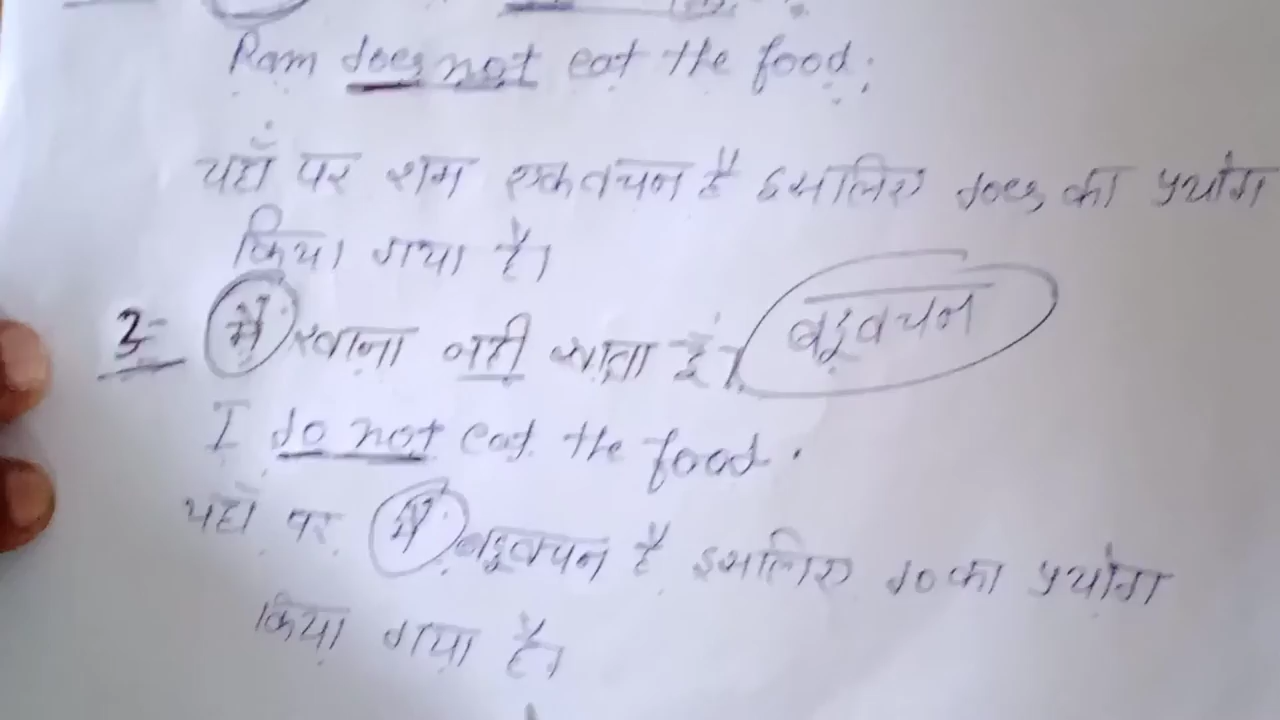 Ram does not eat the food.
यहाँ पर राम एकवचन है इसलिए does का प्रयोग
किया गया है।
2- मैं खाना नही खाता हूं। बहूवचन
I do not eat the food.
यहाँ पर मैं बहूवचन है इसलिए do का प्रयोग
किया गया है।